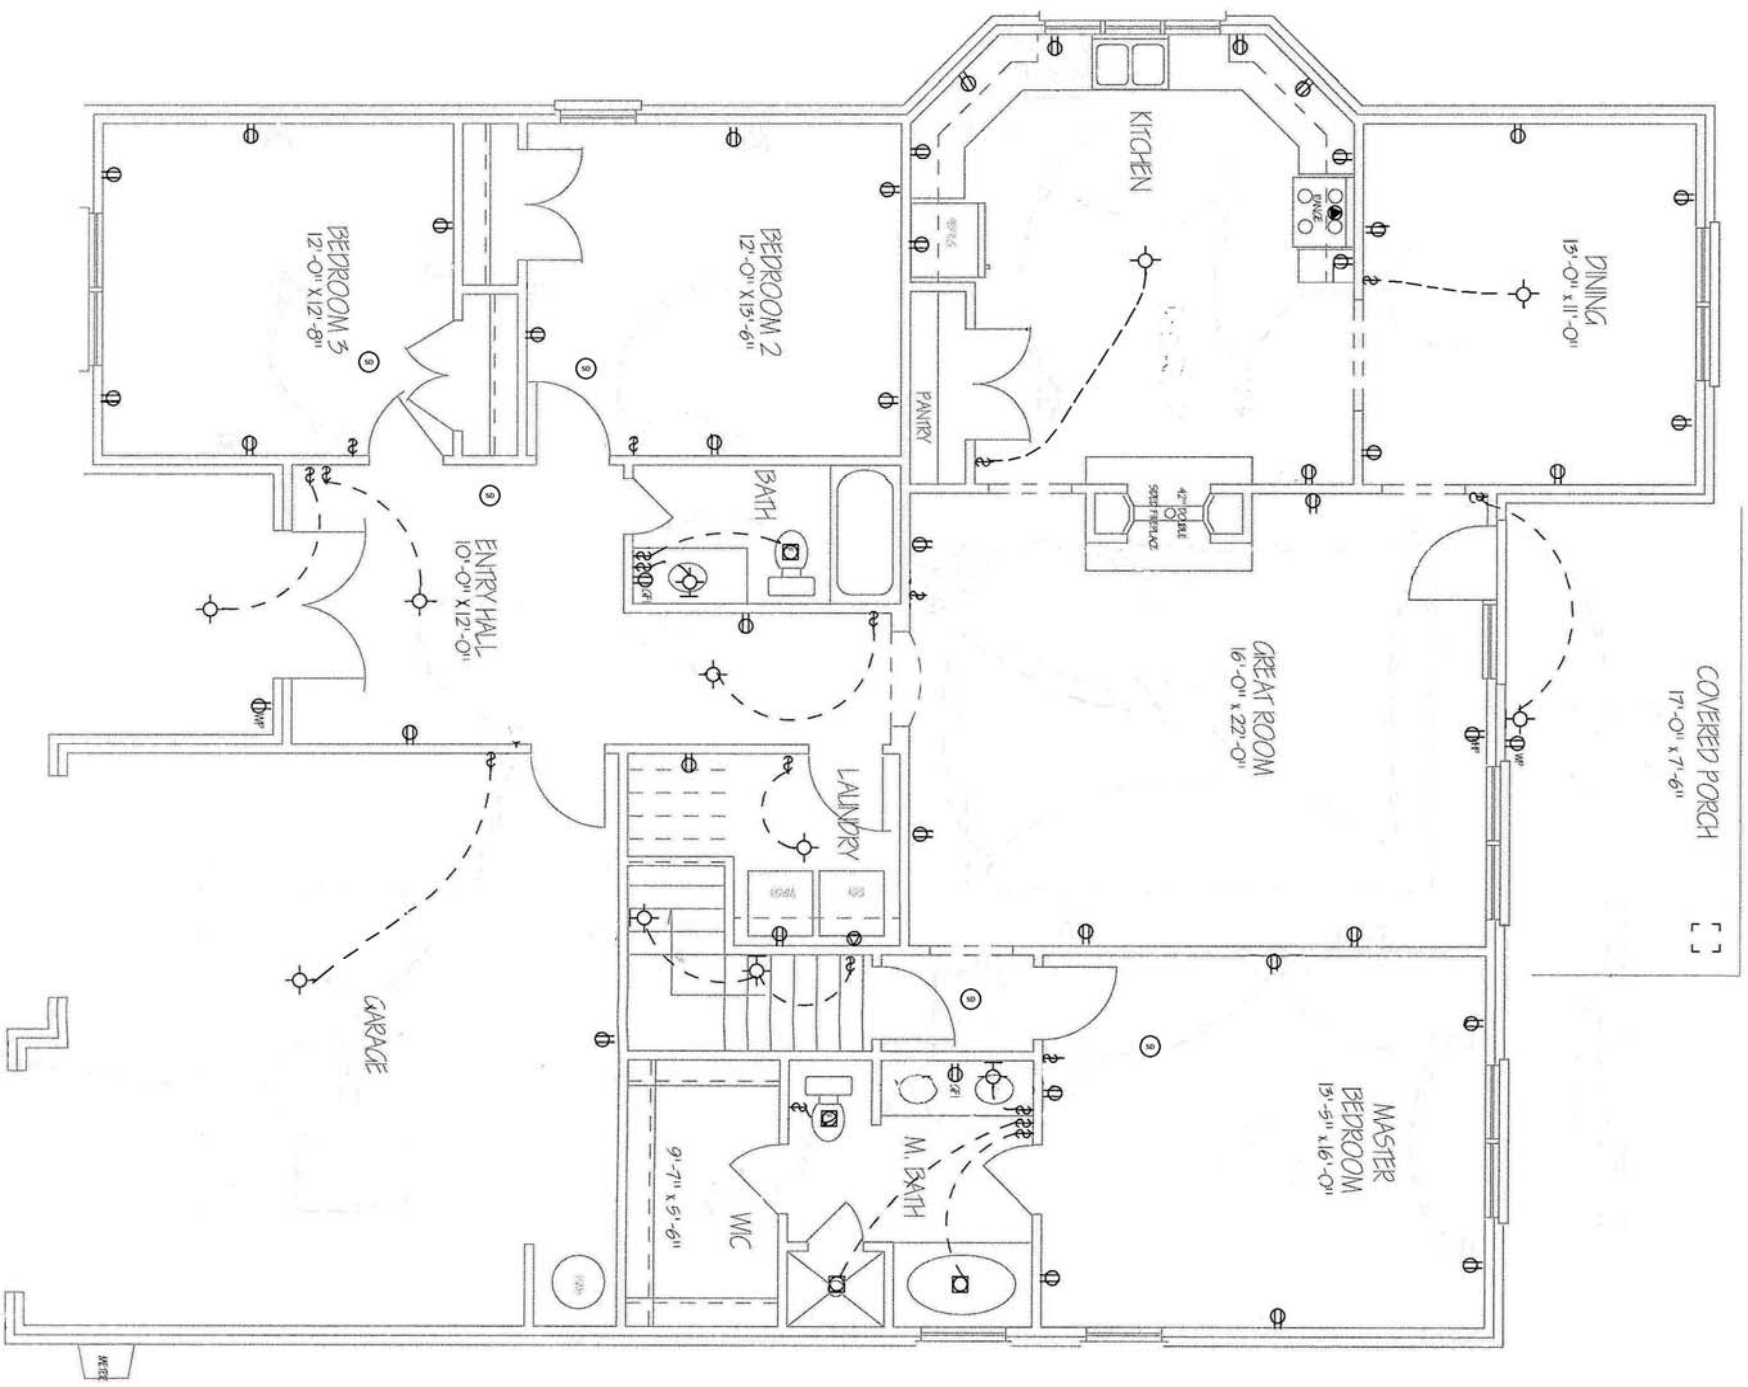 KITCHEN
DINING
13'-0" x 11'-0"
BEDROOM 3
12'-0" X 12'-8"
BEDROOM 2
12'-0" X 13'-6"
RANGE
PANTRY
SD
SD
SD
BATH
42" DOUBLE
SIDED FIREPLACE
GFI
ENTRY HALL
10'-0" X 12'-0"
GREAT ROOM
16'-0" x 22'-0"
COVERED PORCH
17'-0" x 7'-6"
WP
WP
LAUNDRY
WASH
DRY
GARAGE
SD
SD
GFI
M. BATH
MASTER
BEDROOM
13'-5" x 16'-0"
WIC
9'-7" x 5'-6"
METER